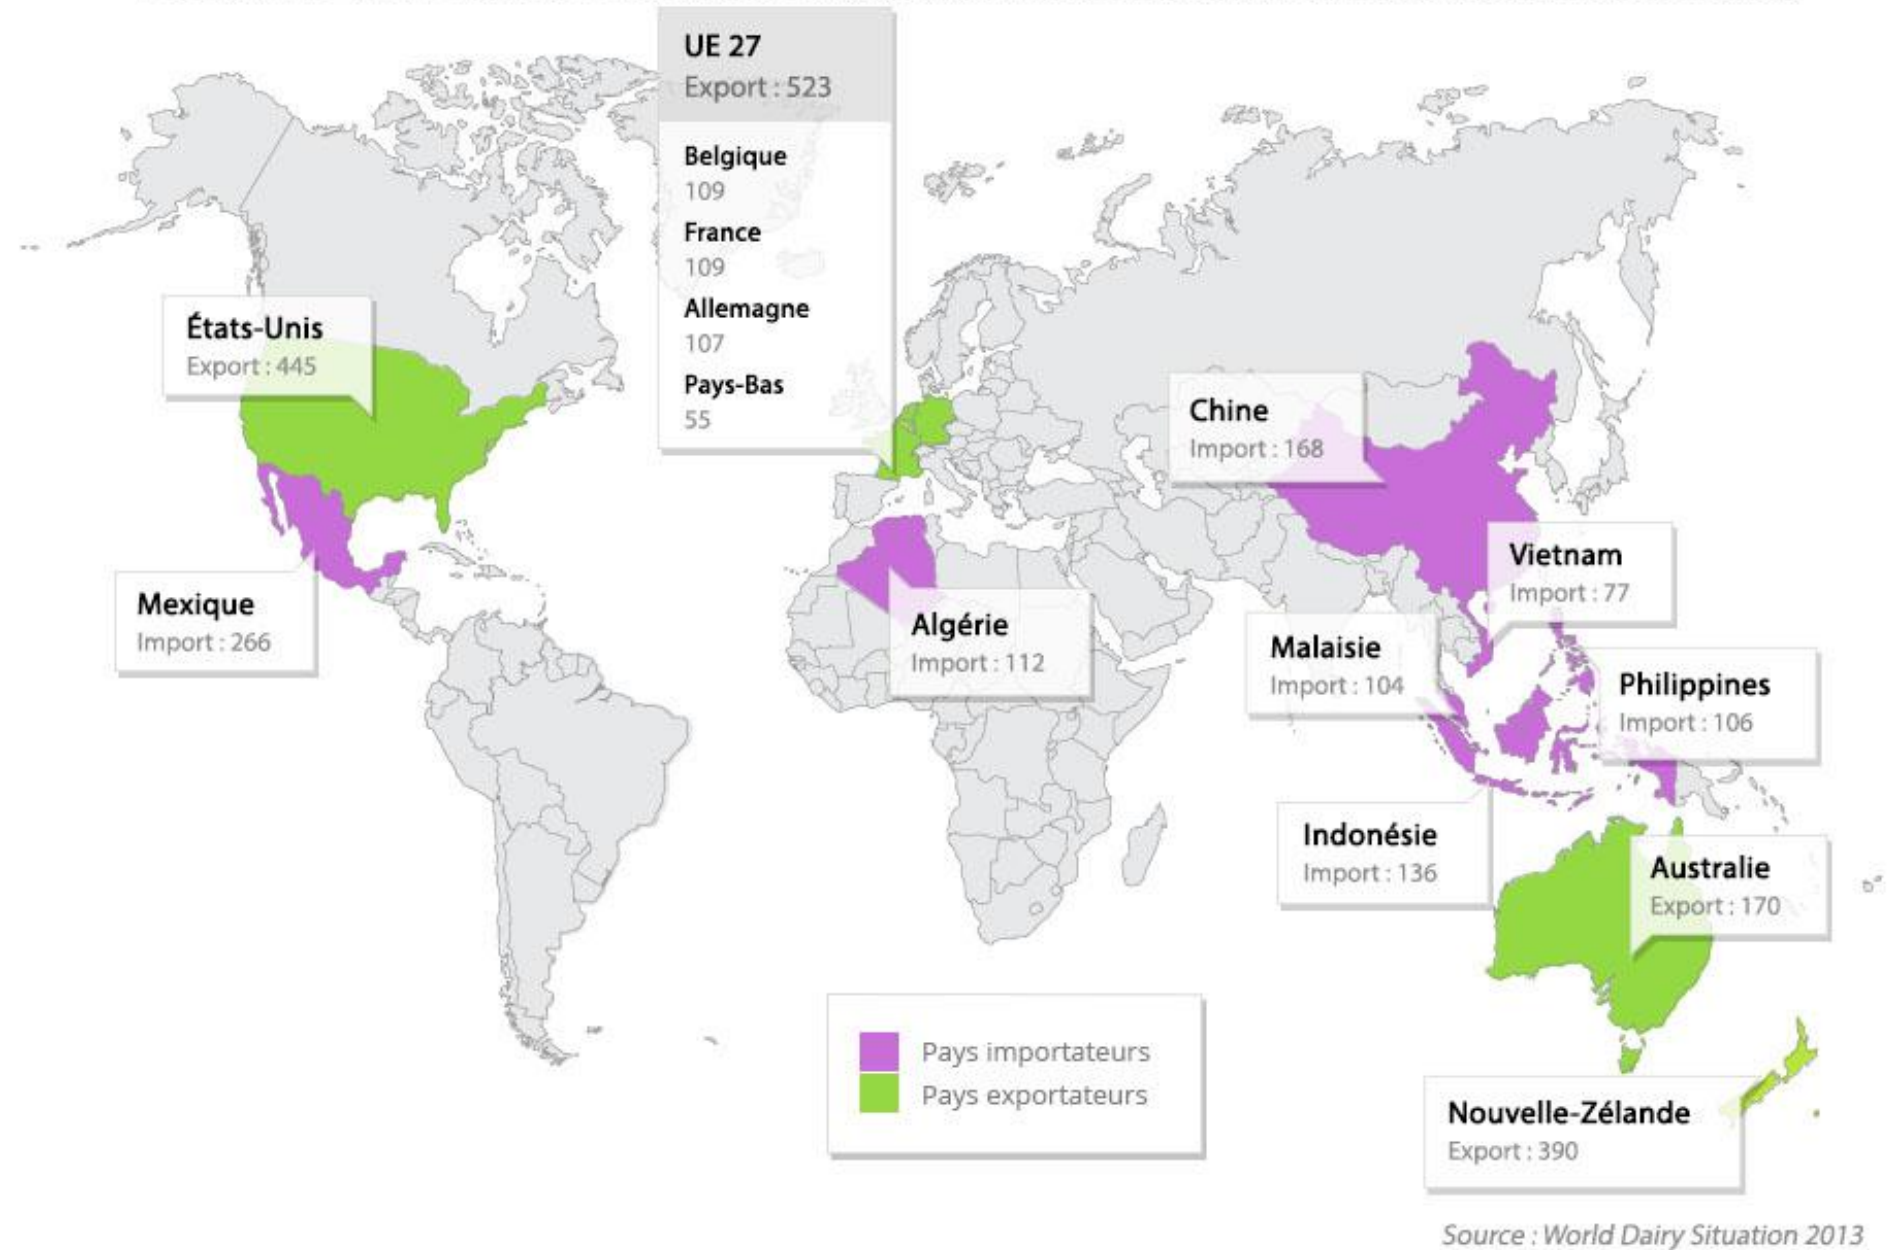 UE 27
Export : 523
Belgique
109
France
109
Allemagne
107
Pays-Bas
55
États-Unis
Export : 445
Chine
Import : 168
Vietnam
Import : 77
Mexique
Import : 266
Algérie
Import : 112
Malaisie
Import : 104
Philippines
Import : 106
Indonésie
Import : 136
Australie
Export : 170
Pays importateurs
Pays exportateurs
Nouvelle-Zélande
Export : 390
Source : World Dairy Situation 2013